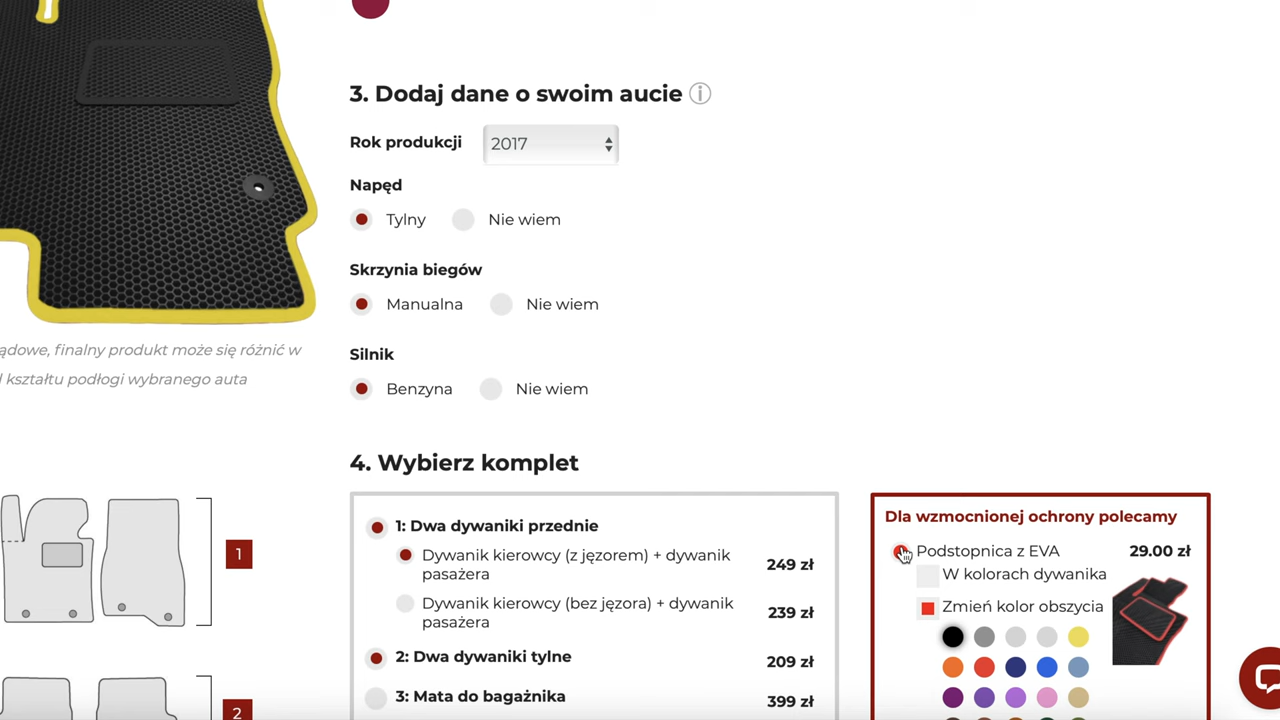 3. Dodaj dane o swoim aucie
Rok produkcji
2017
Napęd
Tylny
Nie wiem
Skrzynia biegów
Manualna
Nie wiem
Silnik
Benzyna
Nie wiem
finalny produkt może się różnić w
kształtu podłogi wybranego auta
1
2
4. Wybierz komplet
1: Dwa dywaniki przednie
Dywanik kierowcy (z jęzorem) + dywanik
pasażera
249 zł
Dywanik kierowcy (bez jęzora) + dywanik
pasażera
239 zł
2: Dwa dywaniki tylne
209 zł
3: Mata do bagażnika
399 zł
Dla wzmocnionej ochrony polecamy
Podstopnica z EVA
29.00 zł
W kolorach dywanika
Zmień kolor obszycia